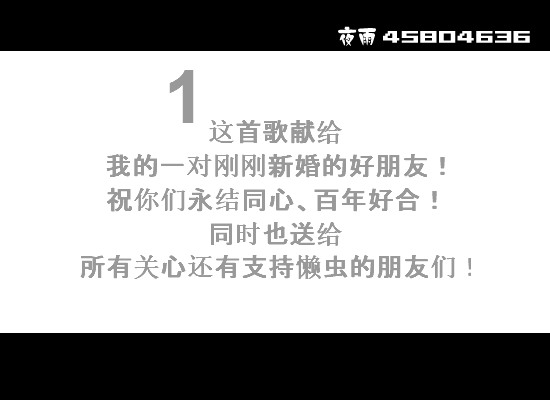 夜雨 45804636
1
这首歌献给
我的一对刚刚新婚的好朋友！
祝你们永结同心、百年好合！
同时也送给
所有关心还有支持懒虫的朋友们！